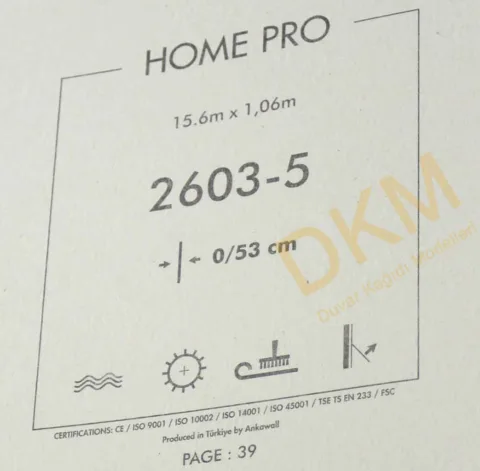 HOME PRO
15.6m x 1,06m
2603-5
0/53 cm
DKM
Duvar Kağıdı Modelleri
CERTIFICATIONS: CE / ISO 9001 / ISO 10002 / ISO 14001 / ISO 45001 / TSE TS EN 233 / FSC
Produced in Türkiye by Ankawall
PAGE : 39